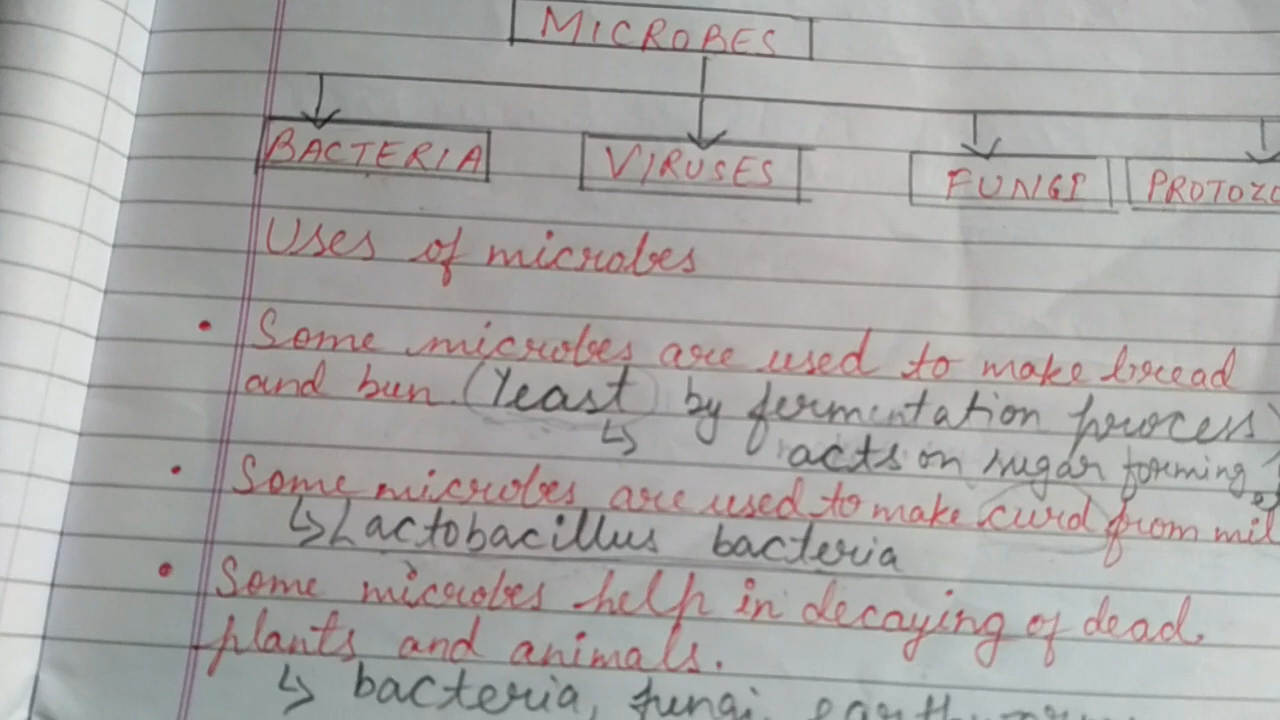 MICROBES
BACTERIA VIRUSES FUNGI PROTOZO
Uses of microbes
• Some microbes are used to make bread
and bun (Yeast) by fermentation process
↳ acts on sugar forming
• Some microbes are used to make curd from mil
↳ Lactobacillus bacteria
• Some microbes help in decaying of dead
plants and animals.
↳ bacteria, fungi,